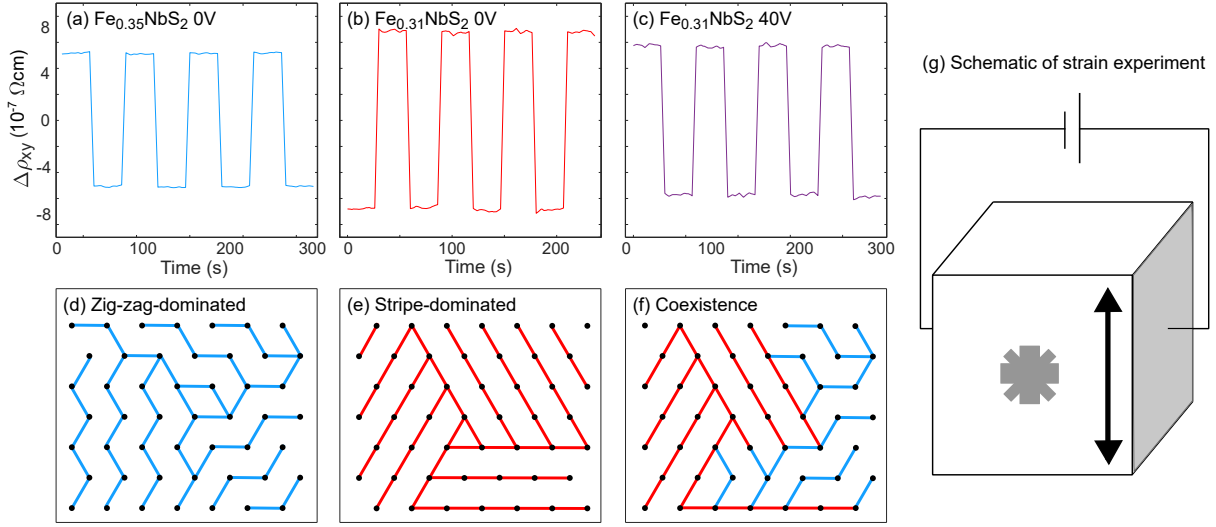 (a) Fe0.35NbS2 0V
(b) Fe0.31NbS2 0V
(c) Fe0.31NbS2 40V
Δρxy (10-7 Ωcm)
8
4
0
-4
-8
0 100 200 300
Time (s)
0 100 200
Time (s)
0 100 200 300
Time (s)
(d) Zig-zag-dominated
(e) Stripe-dominated
(f) Coexistence
(g) Schematic of strain experiment